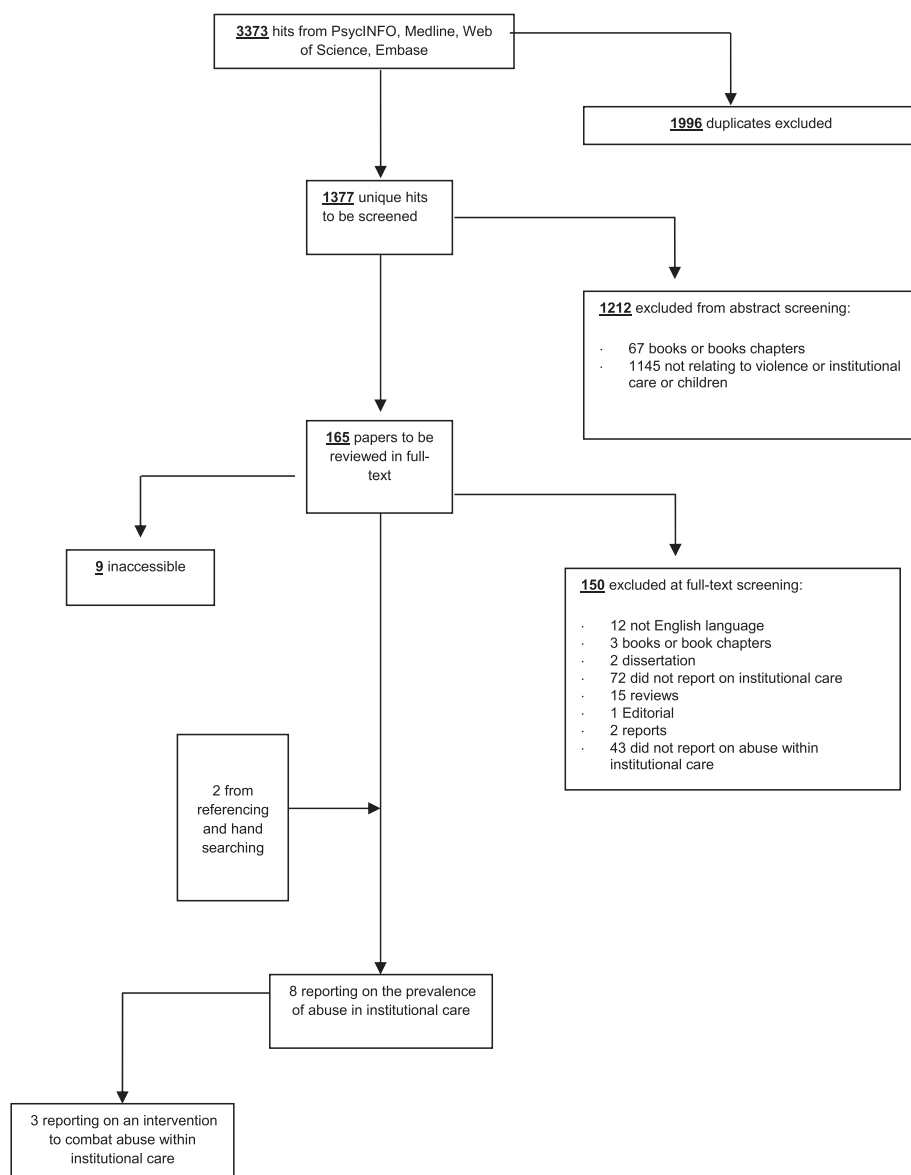 3373 hits from PsycINFO, Medline, Web
of Science, Embase
1996 duplicates excluded
1377 unique hits
to be screened
1212 excluded from abstract screening:
· 67 books or books chapters
· 1145 not relating to violence or institutional
care or children
165 papers to be
reviewed in full-
text
9 inaccessible
150 excluded at full-text screening:
· 12 not English language
· 3 books or book chapters
· 2 dissertation
· 72 did not report on institutional care
· 15 reviews
· 1 Editorial
· 2 reports
· 43 did not report on abuse within
institutional care
2 from
referencing
and hand
searching
8 reporting on the prevalence
of abuse in institutional care
3 reporting on an intervention
to combat abuse within
institutional care